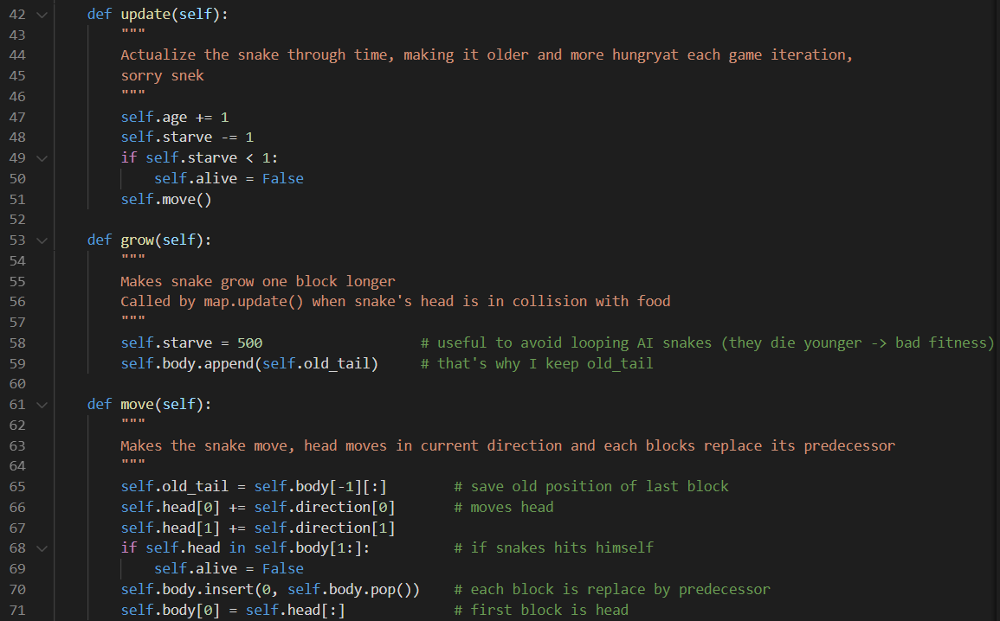 42 def update(self):
43 """
44 Actualize the snake through time, making it older and more hungryat each game iteration,
45 sorry snek
46 """
47 self.age += 1
48 self.starve -= 1
49 if self.starve < 1:
50 self.alive = False
51 self.move()
52
53 def grow(self):
54 """
55 Makes snake grow one block longer
56 Called by map.update() when snake's head is in collision with food
57 """
58 self.starve = 500 # useful to avoid looping AI snakes (they die younger -> bad fitness)
59 self.body.append(self.old_tail) # that's why I keep old_tail
60
61 def move(self):
62 """
63 Makes the snake move, head moves in current direction and each blocks replace its predecessor
64 """
65 self.old_tail = self.body[-1][:] # save old position of last block
66 self.head[0] += self.direction[0] # moves head
67 self.head[1] += self.direction[1]
68 if self.head in self.body[1:]: # if snakes hits himself
69 self.alive = False
70 self.body.insert(0, self.body.pop()) # each block is replace by predecessor
71 self.body[0] = self.head[:] # first block is head